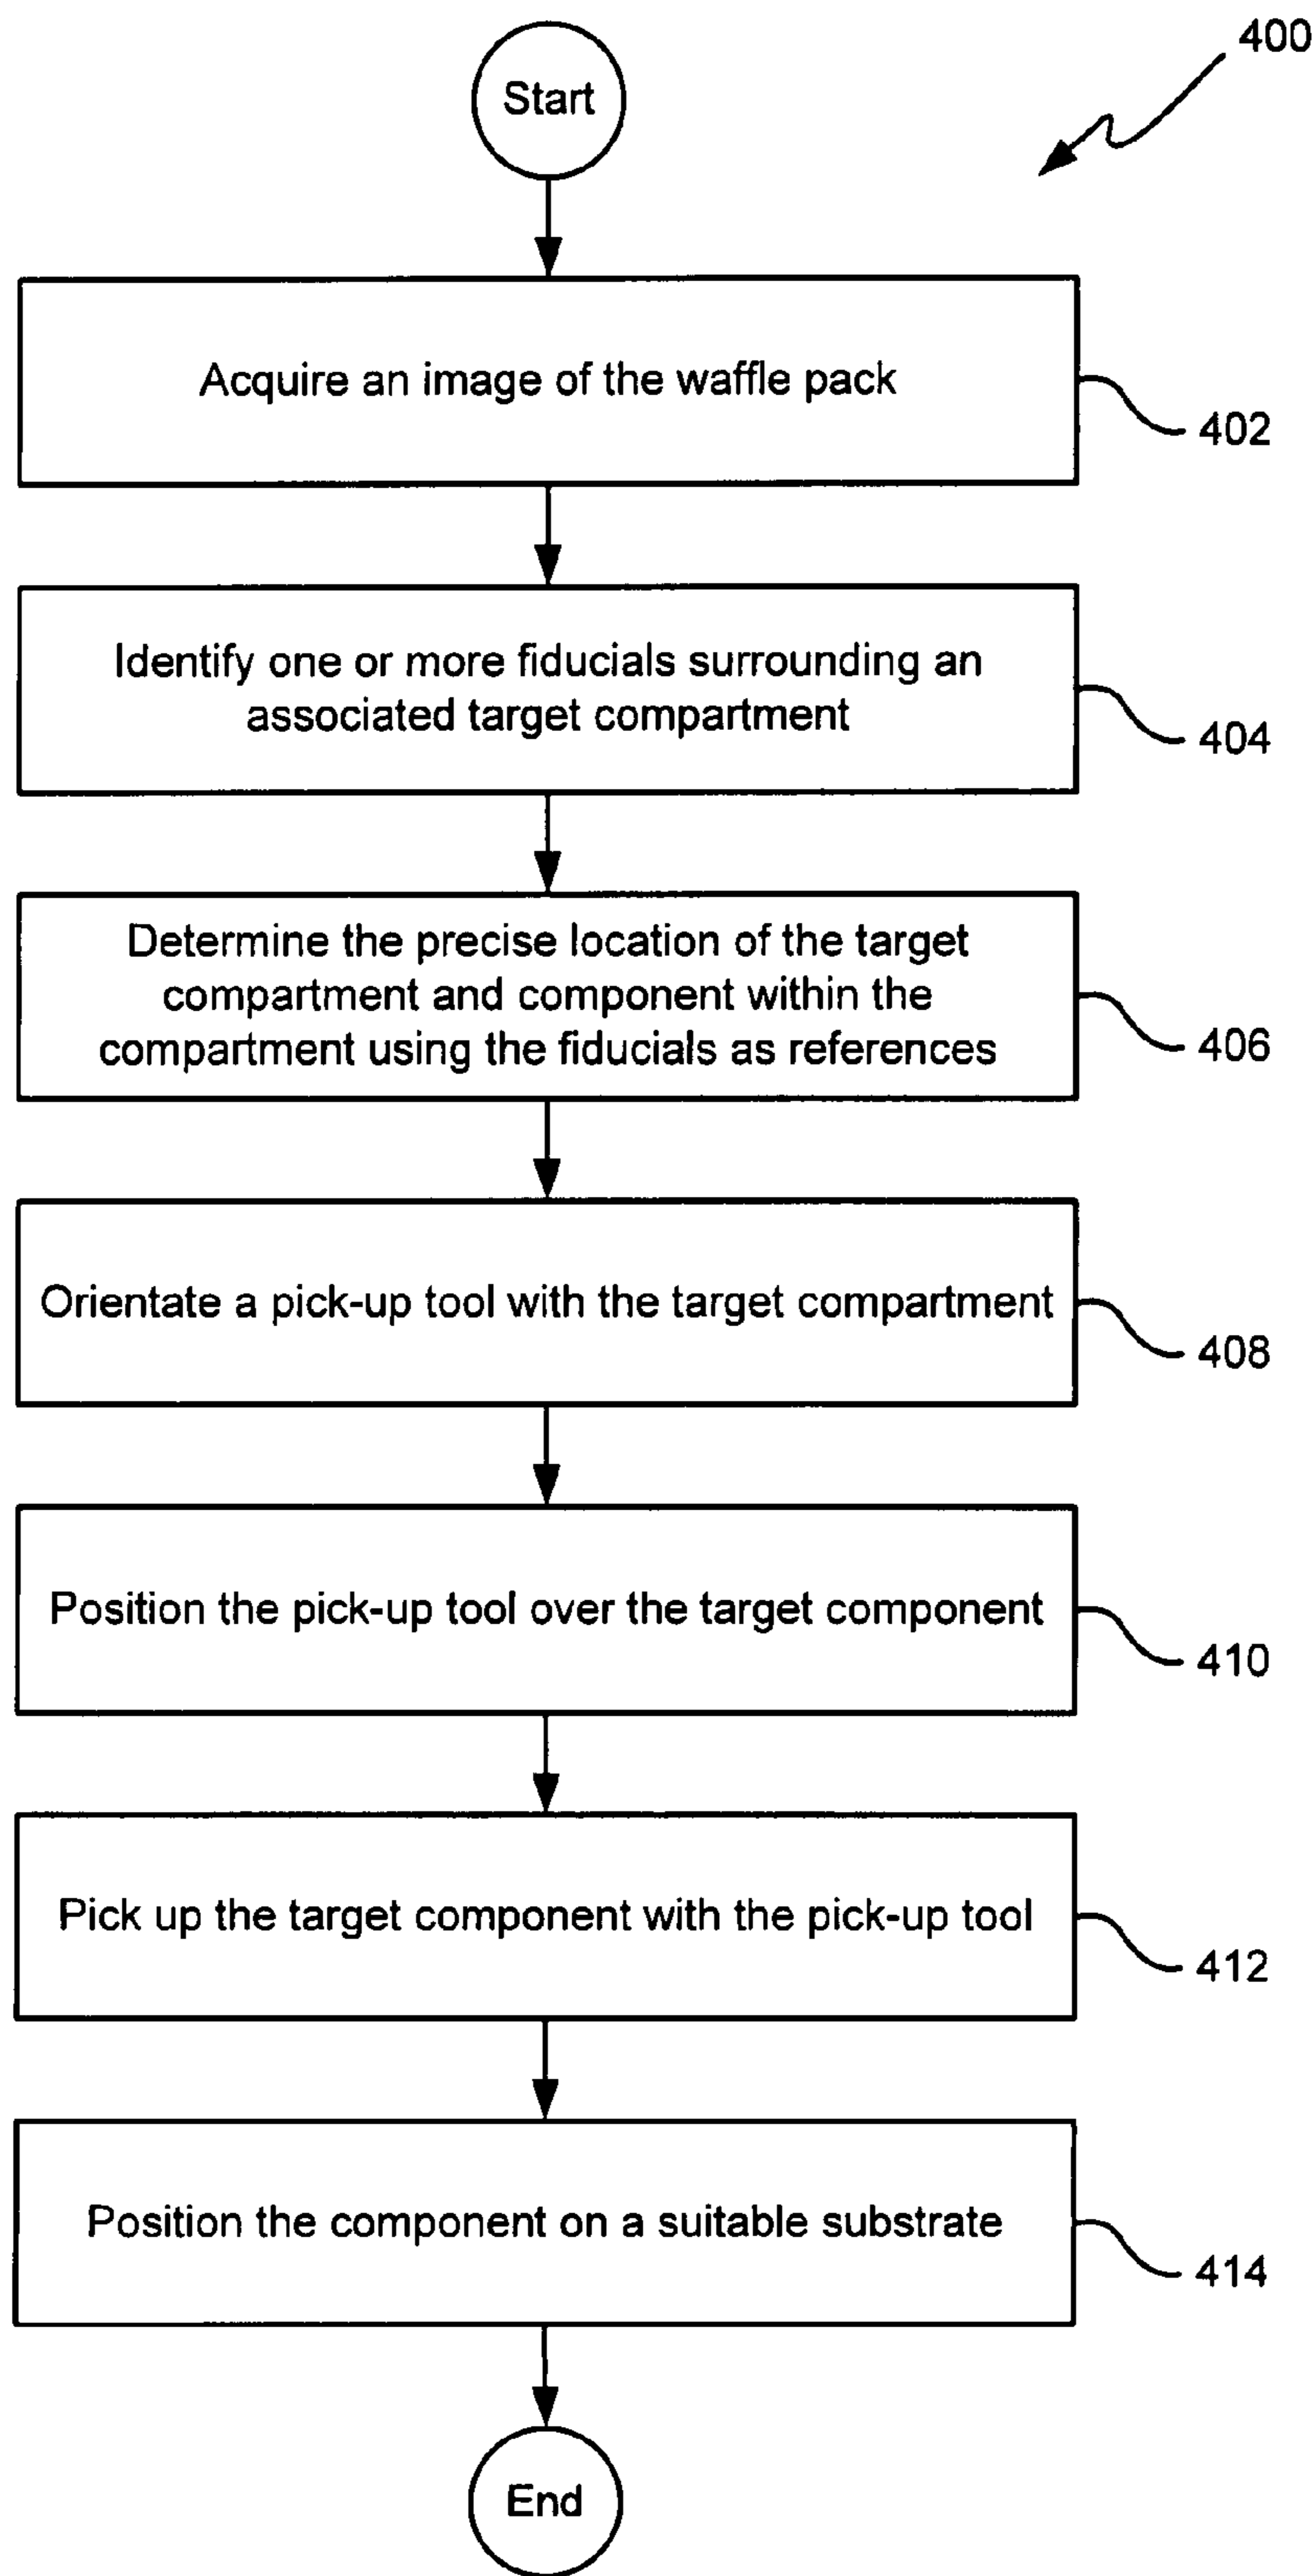 400
Start
Acquire an image of the waffle pack
402
Identify one or more fiducials surrounding an
associated target compartment
404
Determine the precise location of the target
compartment and component within the
compartment using the fiducials as references
406
Orientate a pick-up tool with the target compartment
408
Position the pick-up tool over the target component
410
Pick up the target component with the pick-up tool
412
Position the component on a suitable substrate
414
End